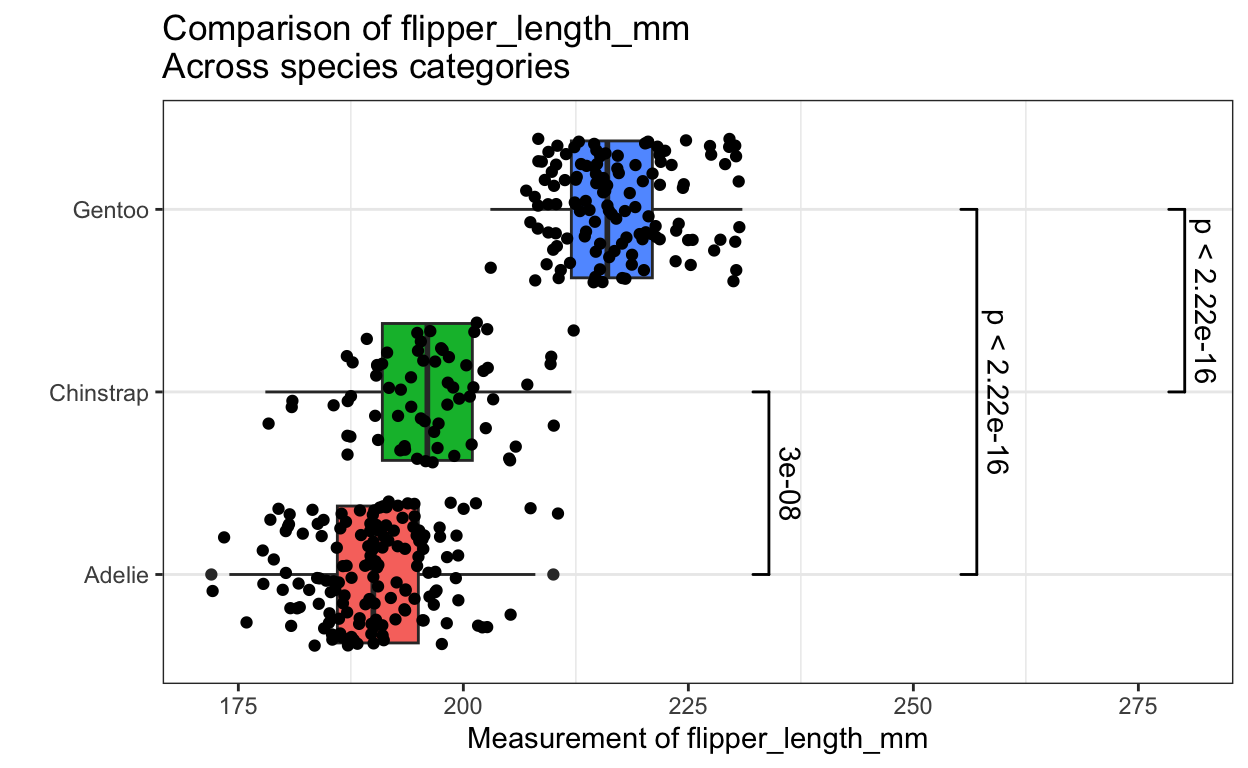 Comparison of flipper_length_mm
Across species categories
Gentoo
Chinstrap
Adelie
p < 2.22e-16
p < 2.22e-16
3e-08
175
200
225
250
275
Measurement of flipper_length_mm